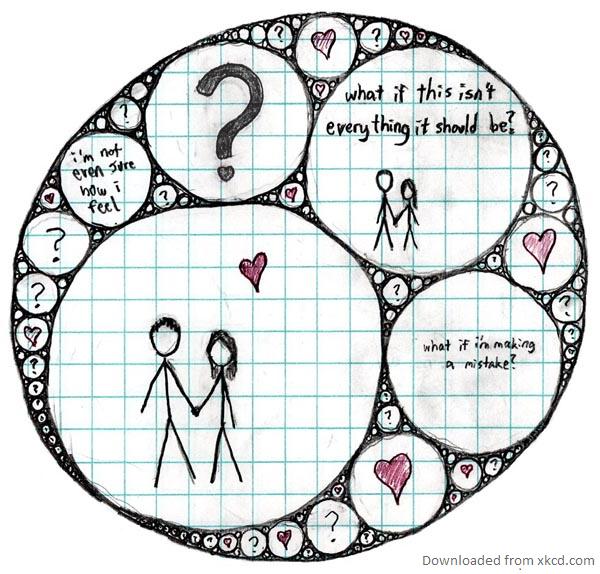 ?
?
?
?
what if this isn't
everything it should be?
?
?
i'm not
even sure
how i
feel
?
?
?
?
?
?
what if i'm making
a mistake?
?
?
?
?
?
?
?
Downloaded from xkcd.com